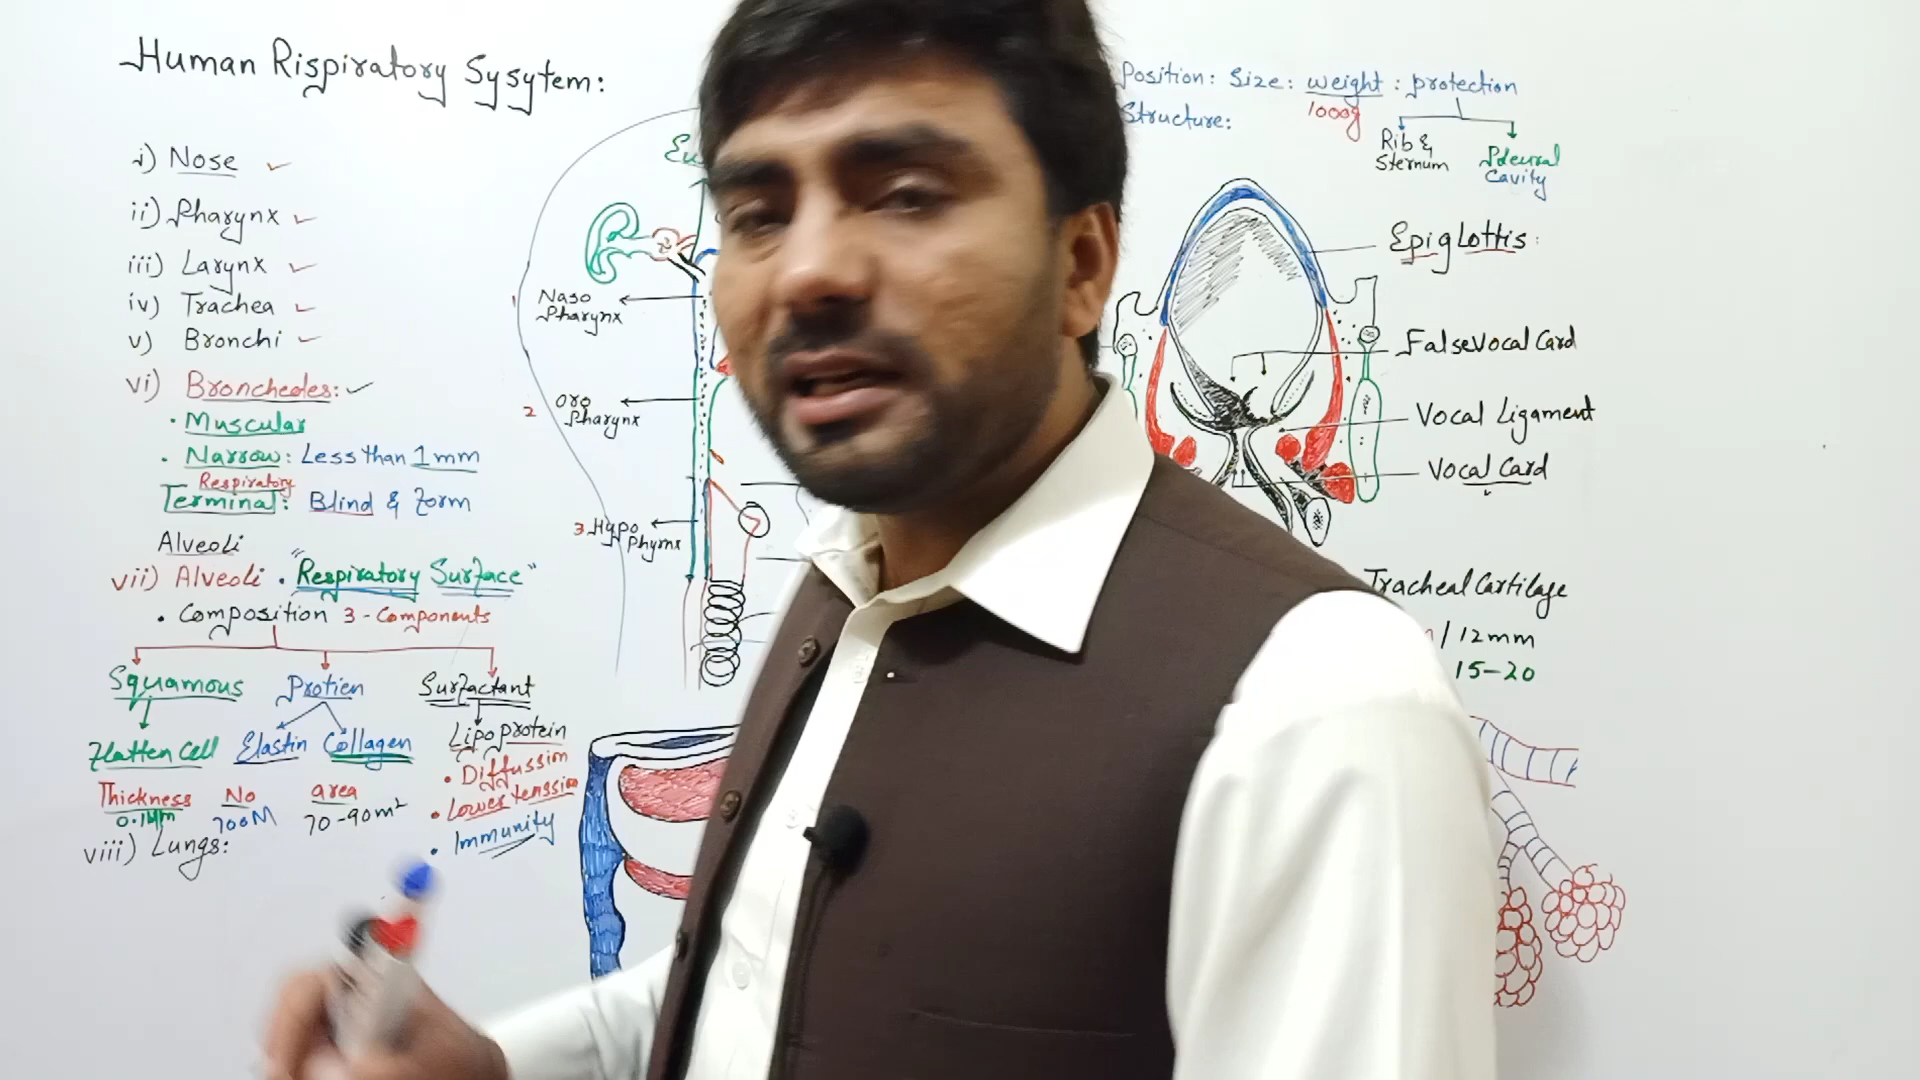 Human Rispiratory Sysytem:
i) Nose
ii) Pharynx
iii) Larynx
iv) Trachea
v) Bronchi
vi) Broncheoles:
• Muscular
• Narrow: Less than 1mm
Respiratory
Terminal: Blind & form
Alveoli
vii) Alveoli • "Respiratory Surface"
• Composition 3 - Components
Squamous Protien Surfactant
Flatten Cell Elastin Collagen Lipoprotein
• Diffussion
• Lower tenssion
• Immunity
Thickness No area
700M 70-90m²
viii) Lungs:
1 Naso
Pharynx
2 Oro
Pharynx
3 Hypo
Phyrnx
Position: Size: weight: protection
1000g
Structure:
Rib &
Sternum
Pleural
Cavity
EpigLottis:
False Vocal Card
Vocal Ligament
Vocal Card
Tracheal Cartilage
/ 12mm
15-20